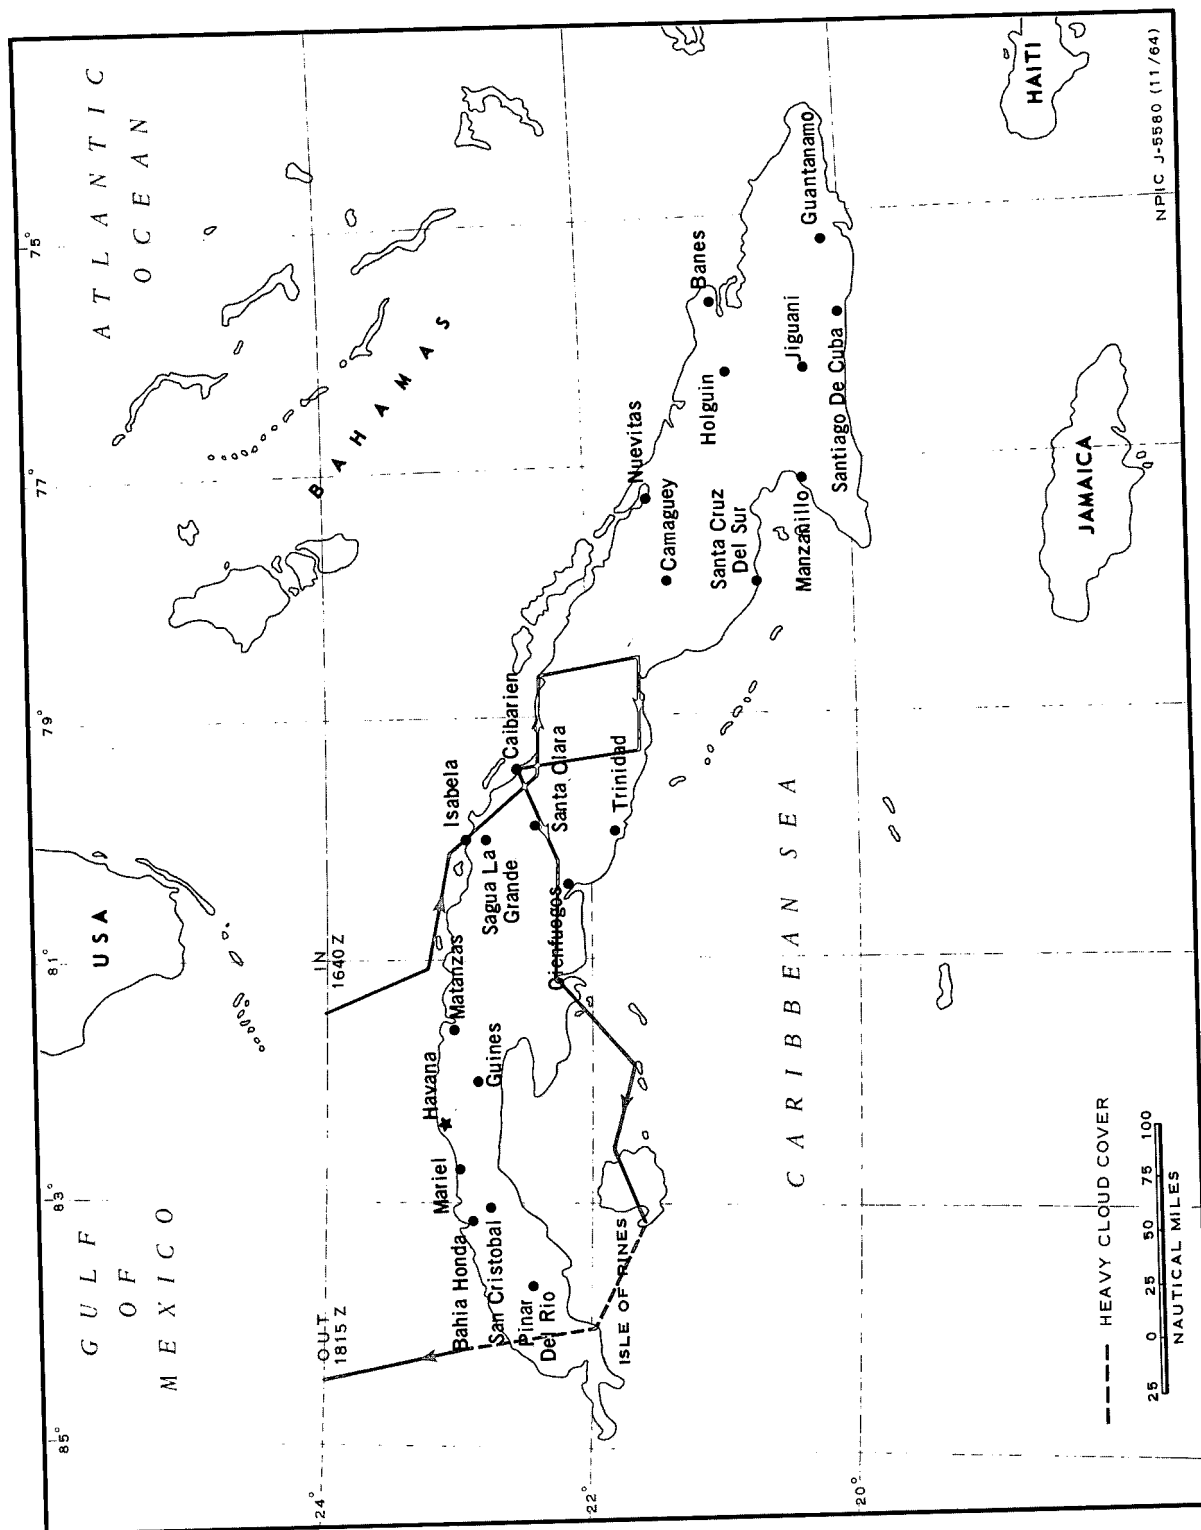 ATLANTIC
OCEAN
GULF
OF
MEXICO
USA
BAHAMAS
85°
83°
81°
79°
77°
75°
24°
22°
20°
OUT
1815 Z
IN
1640 Z
Havana
Mariel
Matanzas
Guines
Bahia Honda
San Cristobal
Pinar
Del Rio
ISLE OF PINES
Isabela
Sagua La
Grande
Caibarien
Santa Clara
Cienfuegos
Trinidad
Nuevitas
Camaguey
Santa Cruz
Del Sur
Holguin
Banes
Manzanillo
Jiguani
Santiago De Cuba
Guantanamo
CARIBBEAN SEA
JAMAICA
HAITI
HEAVY CLOUD COVER
25 0 25 50 75 100
NAUTICAL MILES
NPIC J-5580 (11/64)